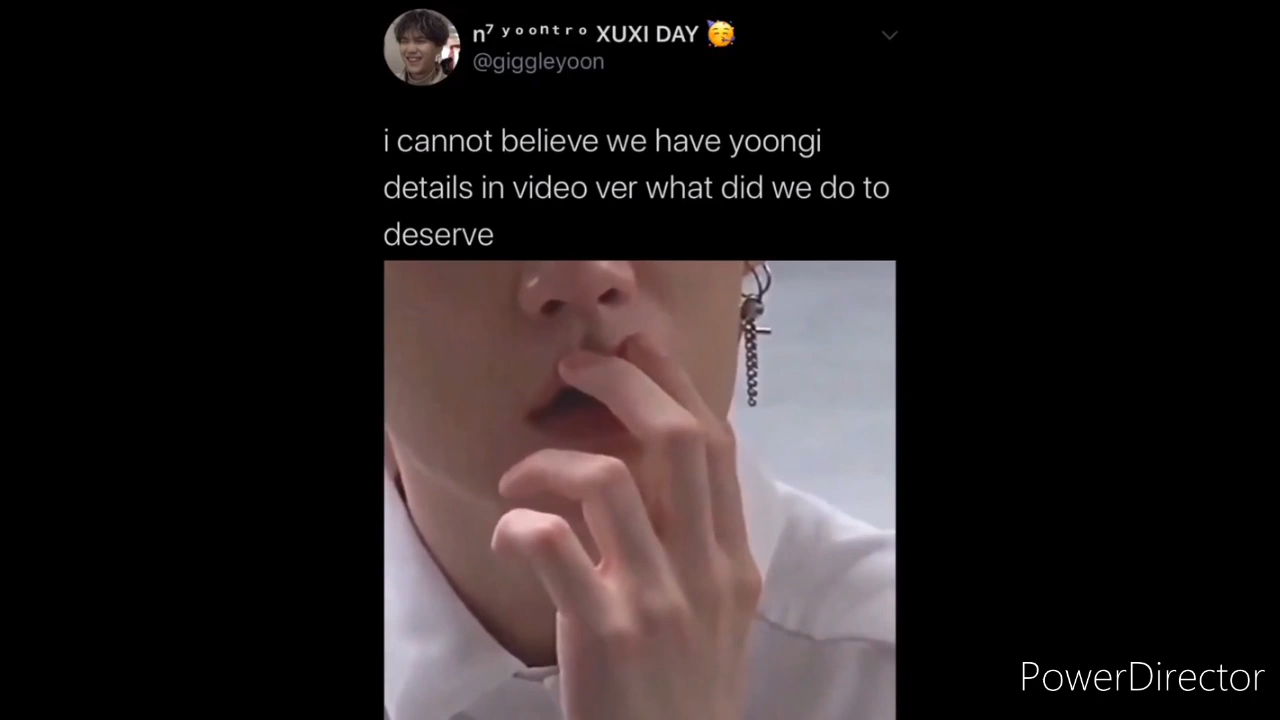 n⁷ ʸᵒᵒⁿᵗʳᵒ XUXI DAY 🥳
@giggleyoon
i cannot believe we have yoongi
details in video ver what did we do to
deserve
PowerDirector